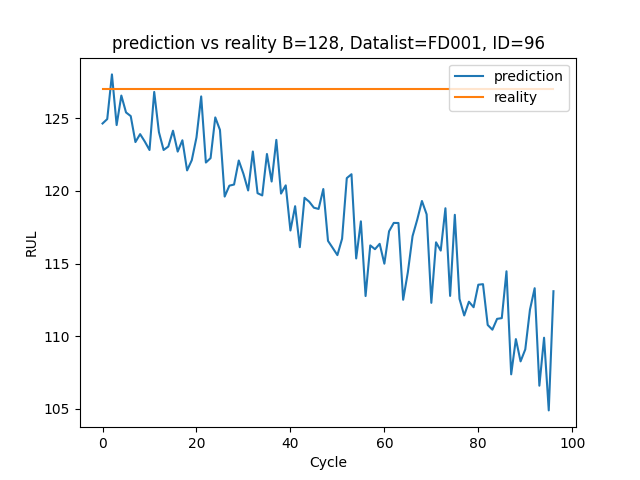 prediction vs reality B=128, Datalist=FD001, ID=96
prediction
reality
RUL
125
120
115
110
105
0 20 40 60 80 100
Cycle